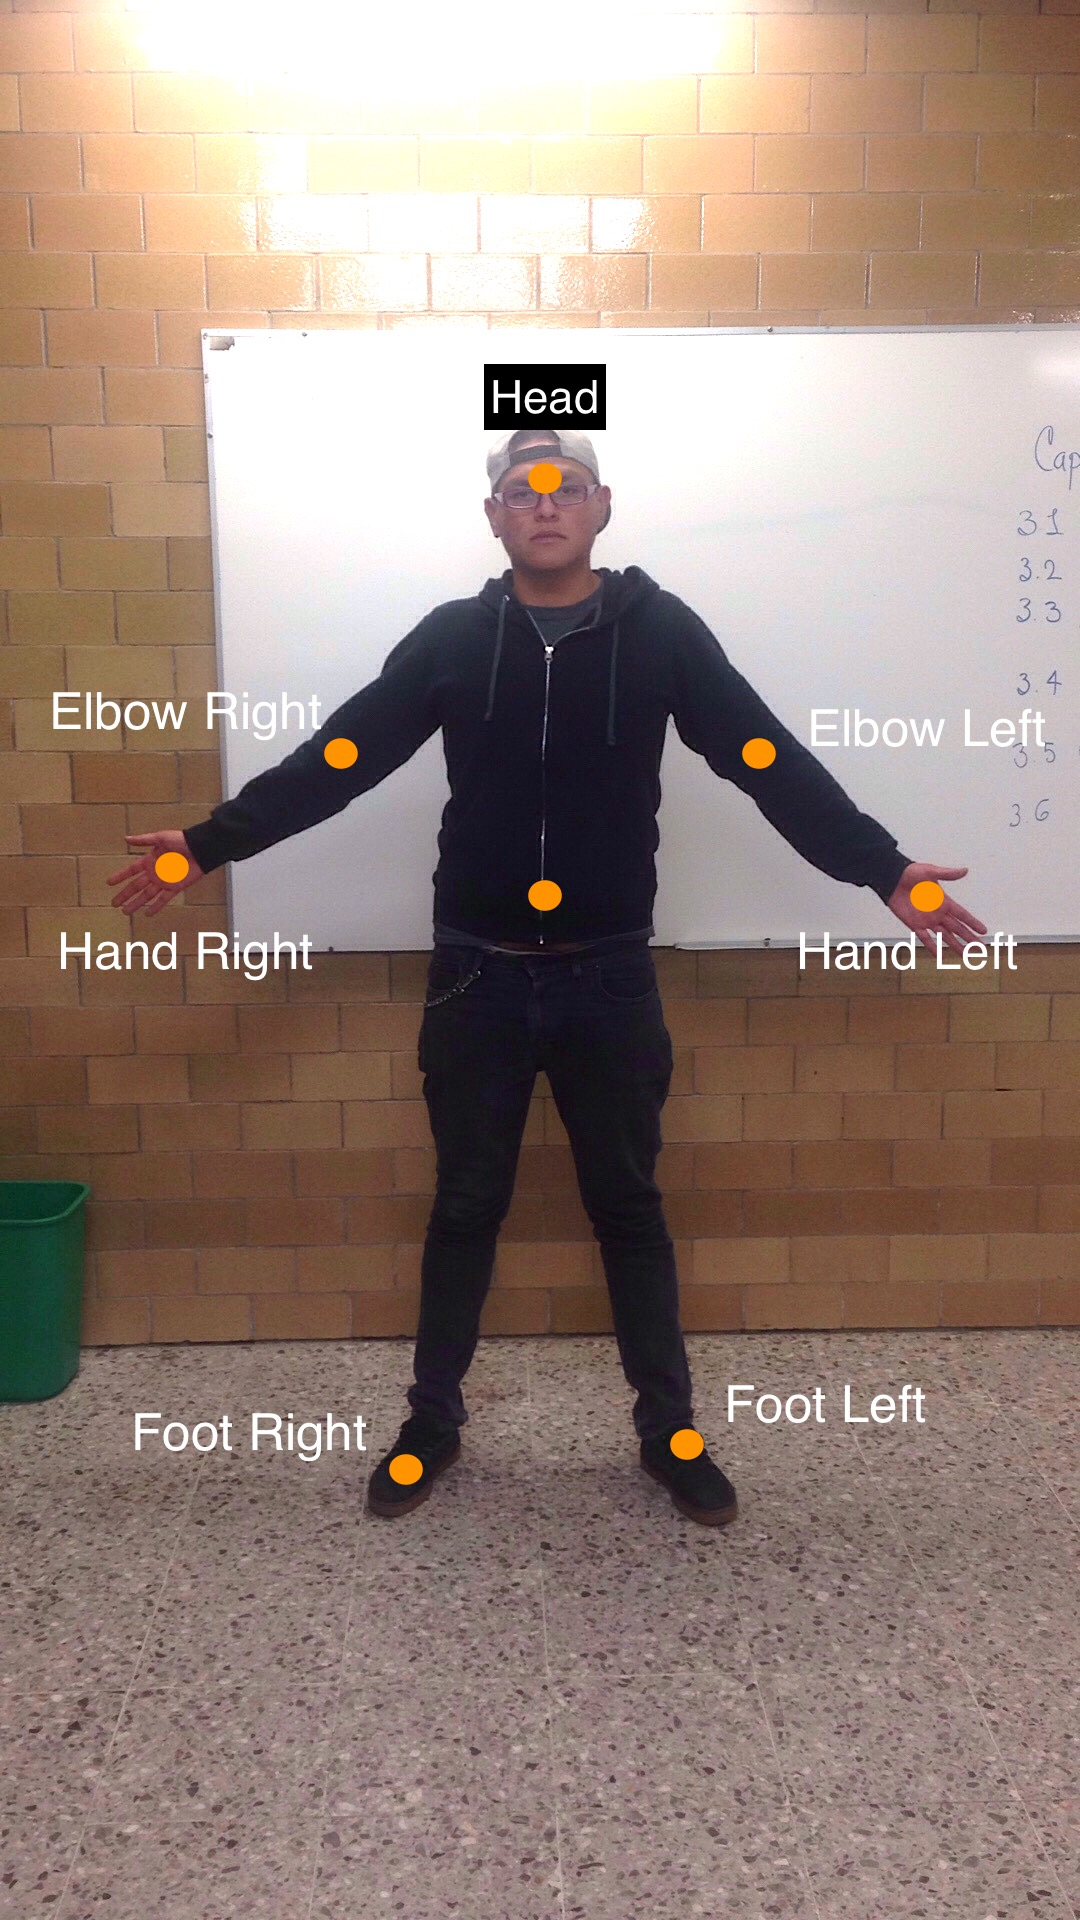 Head
Cap
3.1
3.2
3.3
Elbow Right
3.4
Elbow Left
3.5
3.6
Hand Right
Hand Left
Foot Left
Foot Right